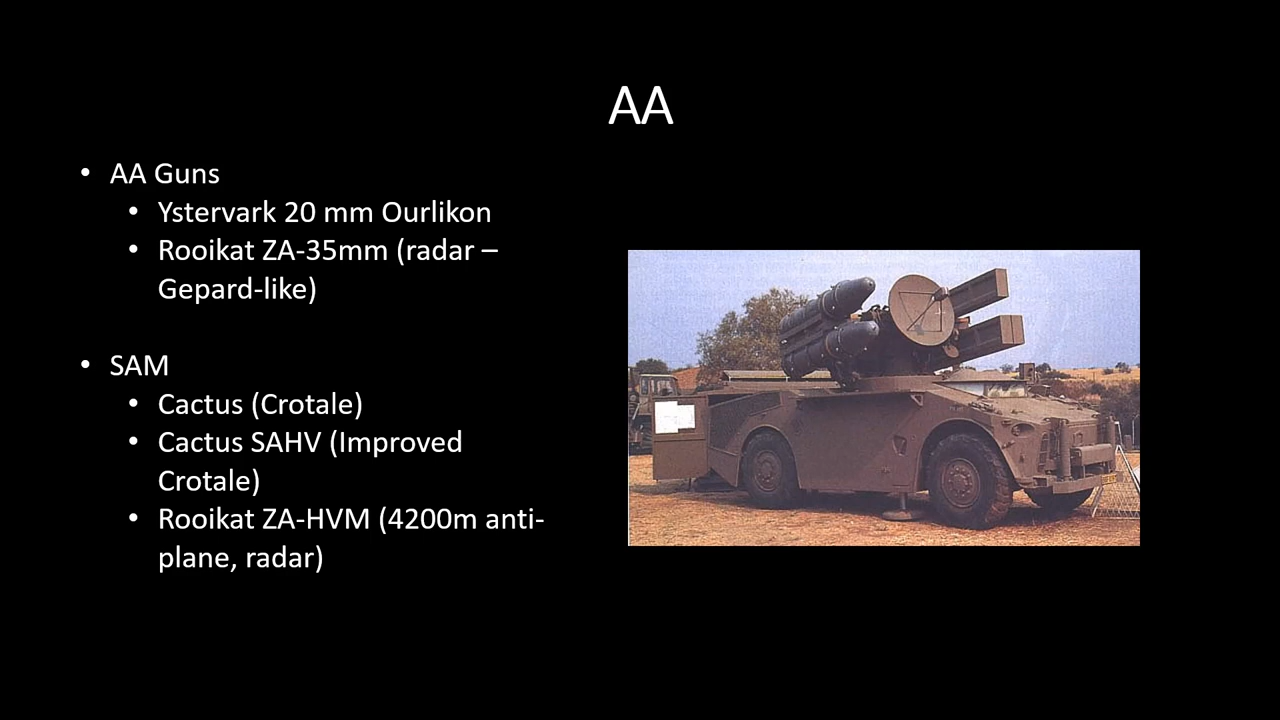 AA
• AA Guns
• Ystervark 20 mm Ourlikon
• Rooikat ZA-35mm (radar –
Gepard-like)
• SAM
• Cactus (Crotale)
• Cactus SAHV (Improved
Crotale)
• Rooikat ZA-HVM (4200m anti-
plane, radar)